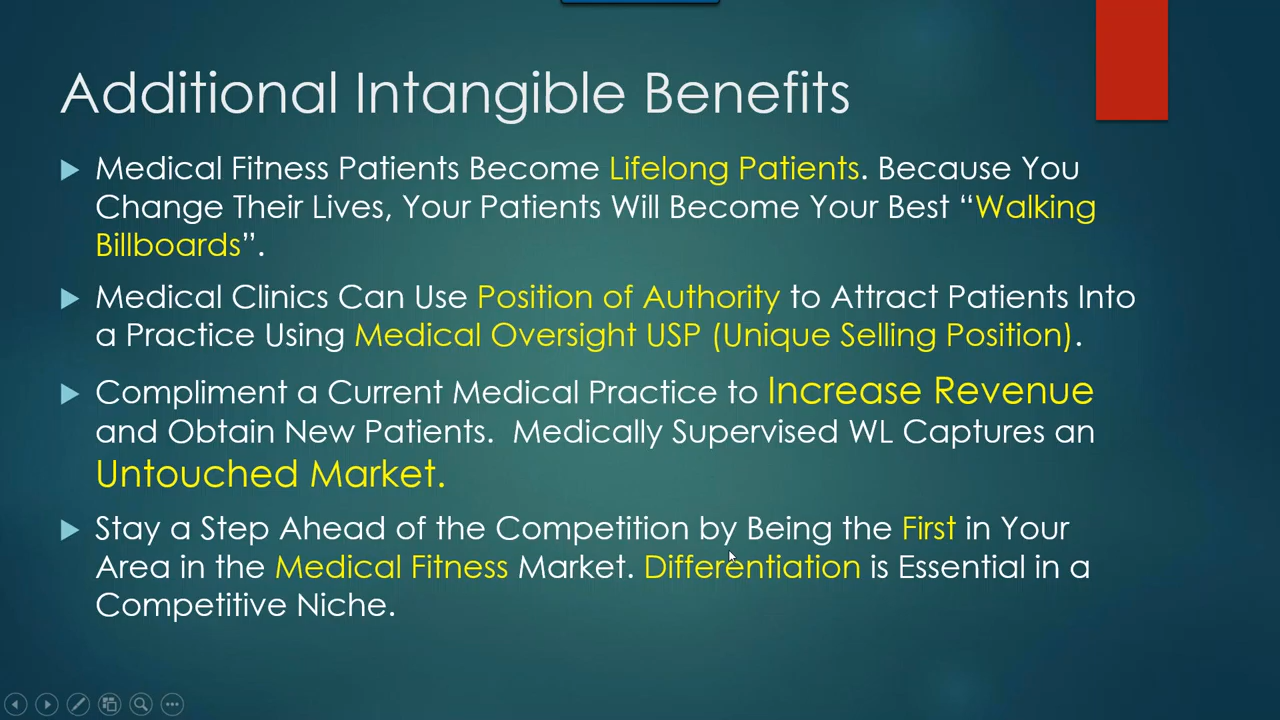 Additional Intangible Benefits
Medical Fitness Patients Become Lifelong Patients. Because You
Change Their Lives, Your Patients Will Become Your Best “Walking
Billboards”.
Medical Clinics Can Use Position of Authority to Attract Patients Into
a Practice Using Medical Oversight USP (Unique Selling Position).
Compliment a Current Medical Practice to Increase Revenue
and Obtain New Patients.  Medically Supervised WL Captures an
Untouched Market.
Stay a Step Ahead of the Competition by Being the First in Your
Area in the Medical Fitness Market. Differentiation is Essential in a
Competitive Niche.